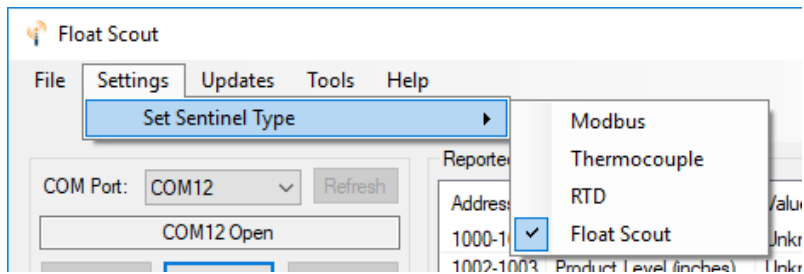 Float Scout
File Settings Updates Tools Help
Set Sentinel Type
Modbus
Thermocouple
RTD
Float Scout
COM Port: COM12 Refresh
COM12 Open
1002-1003 Product Level (inches)